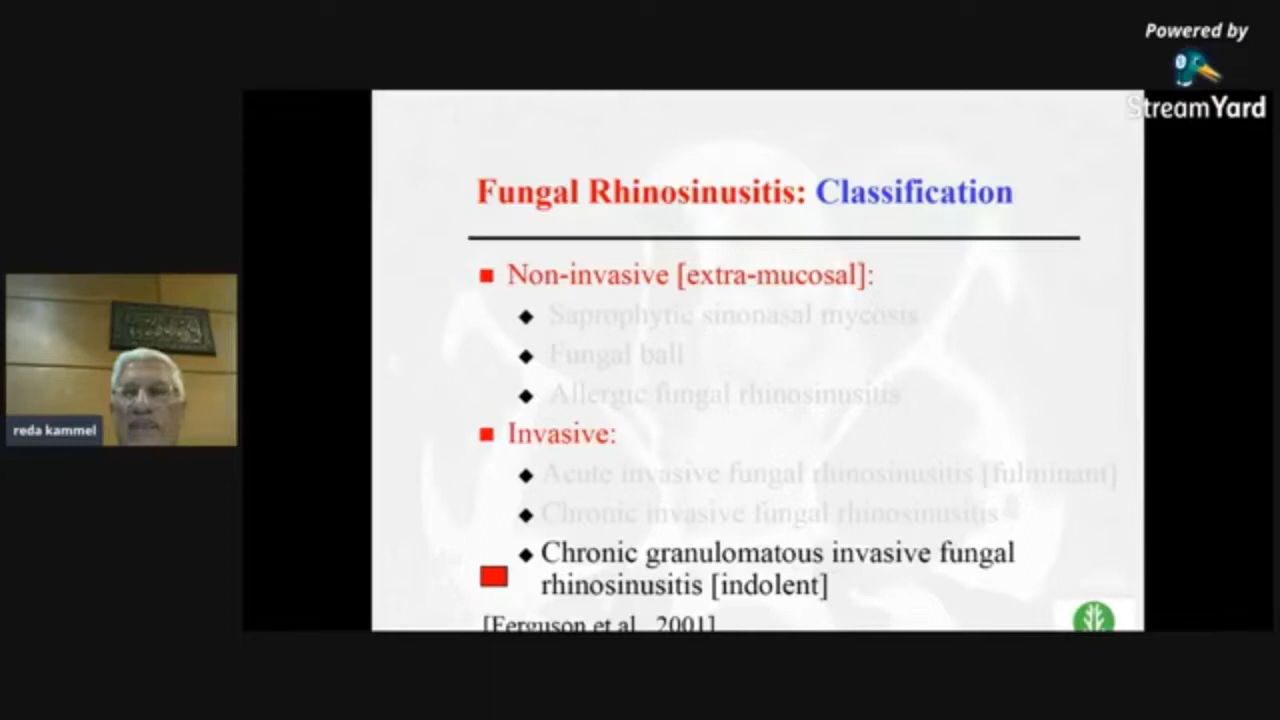 Powered by
StreamYard
Fungal Rhinosinusitis: Classification
Non-invasive [extra-mucosal]:
Saprophytic sinonasal mycosis
Fungal ball
Allergic fungal rhinosinusitis
Invasive:
Acute invasive fungal rhinosinusitis [fulminant]
Chronic invasive fungal rhinosinusitis
Chronic granulomatous invasive fungal
rhinosinusitis [indolent]
[Ferguson et al., 2001]
reda kammel